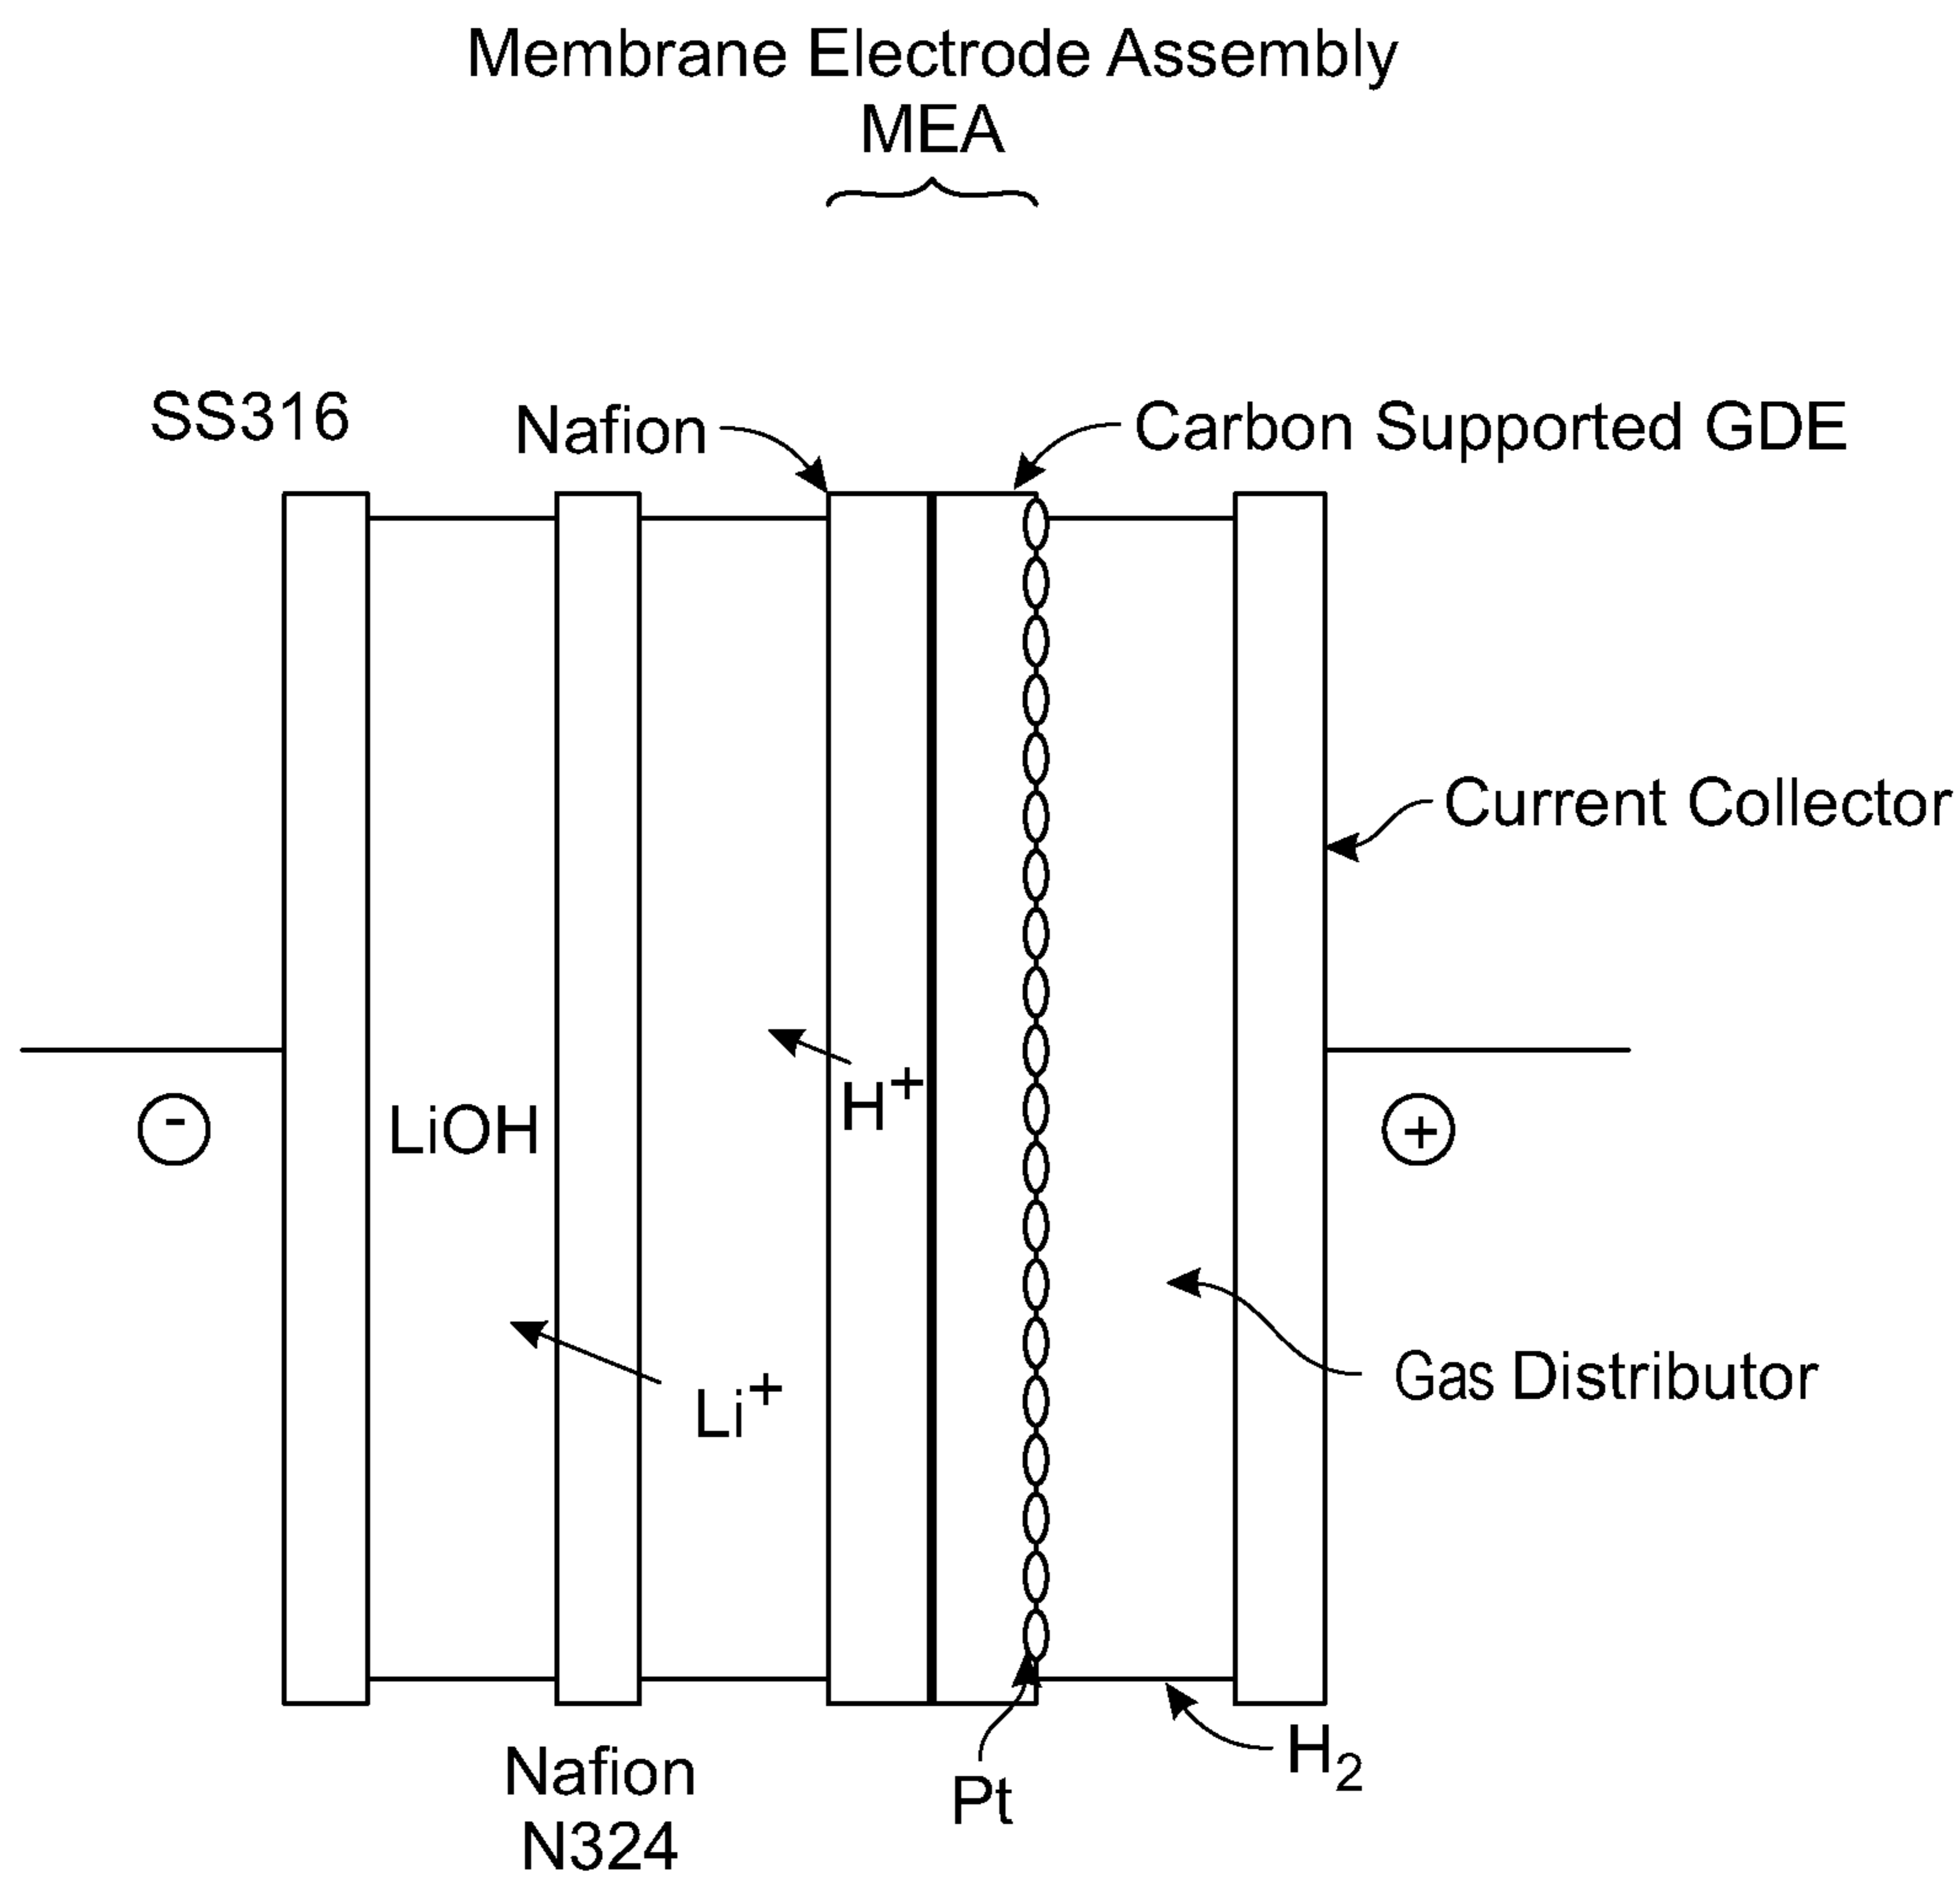 Membrane Electrode Assembly
MEA
SS316
Nafion
Carbon Supported GDE
Current Collector
H+
-
LiOH
+
Gas Distributor
Li+
H2
Nafion
N324
Pt